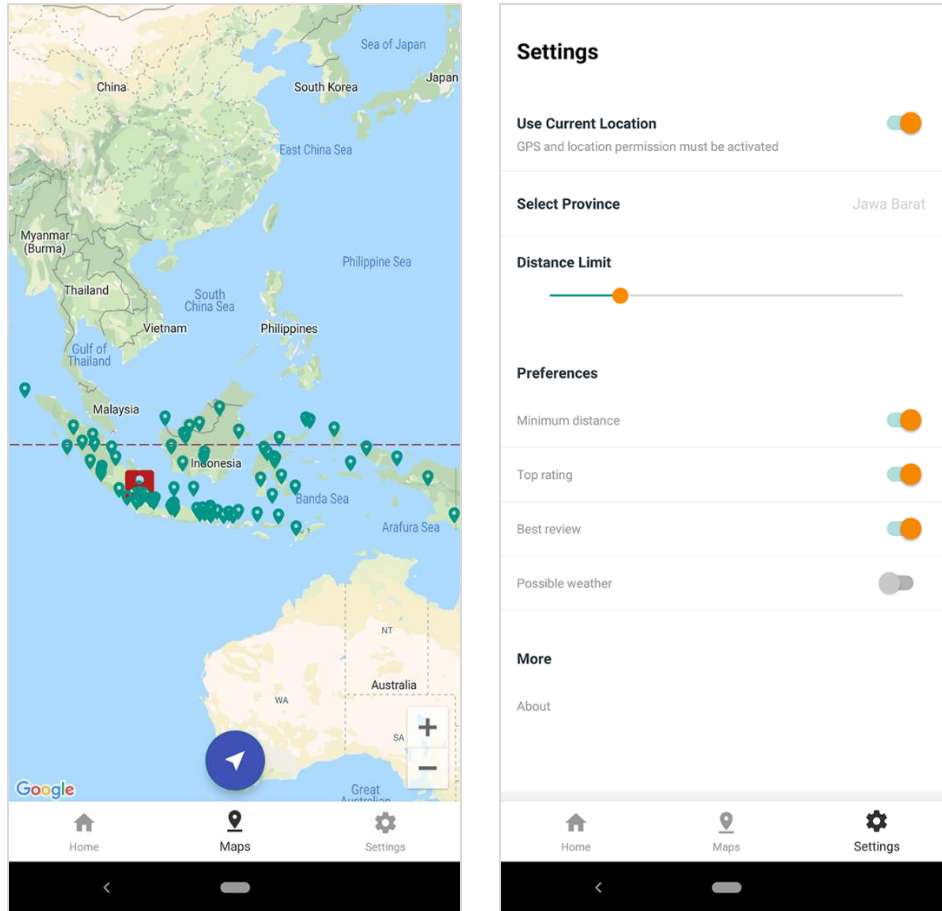 Sea of Japan
China
South Korea
Japan
East China Sea
Myanmar
(Burma)
Philippine Sea
Thailand
South
China Sea
Vietnam
Philippines
Gulf of
Thailand
Malaysia
Indonesia
Banda Sea
Arafura Sea
NT
Australia
WA
SA
Great
Australian
Google
Home
Maps
Settings
Settings
Use Current Location
GPS and location permission must be activated
Select Province Jawa Barat
Distance Limit
Preferences
Minimum distance
Top rating
Best review
Possible weather
More
About
Home
Maps
Settings